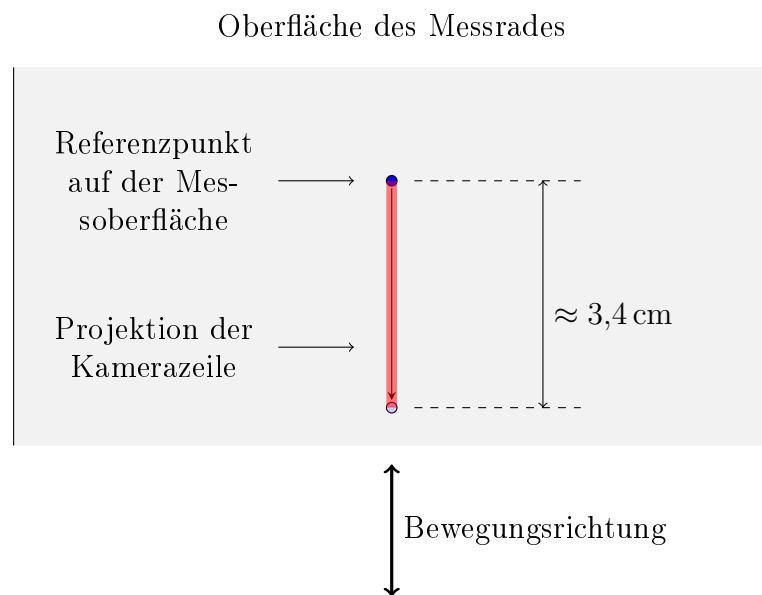 Oberfläche des Messrades
Referenzpunkt
auf der Mes-
soberfläche
≈ 3,4 cm
Projektion der
Kamerazeile
Bewegungsrichtung